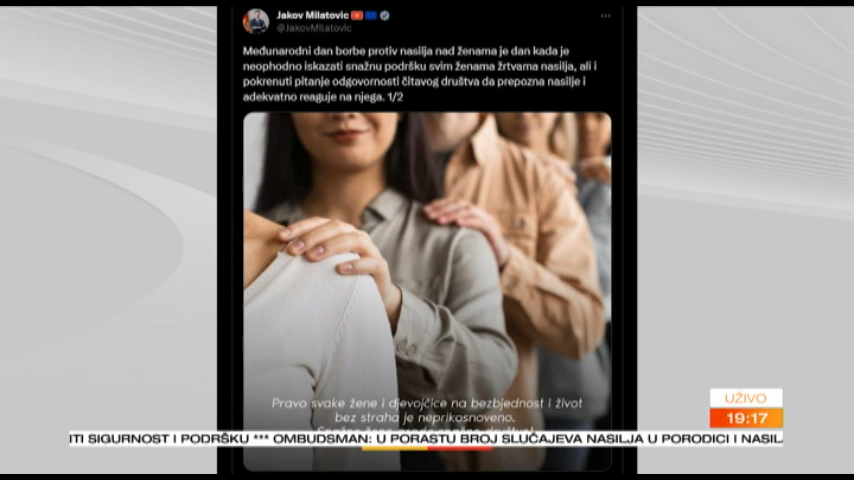 Jakov Milatovic
@JakovMilatovic
Međunarodni dan borbe protiv nasilja nad ženama je dan kada je
neophodno iskazati snažnu podršku svim ženama žrtvama nasilja, ali i
pokrenuti pitanje odgovornosti čitavog društva da prepozna nasilje i
adekvatno reaguje na njega. 1/2
Pravo svake žene i djevojčice na bezbjednost i život
bez straha je neprikosnoveno.
UŽIVO
19:17
ITI SIGURNOST I PODRŠKU *** OMBUDSMAN: U PORASTU BROJ SLUČAJEVA NASILJA U PORODICI I NASILJ